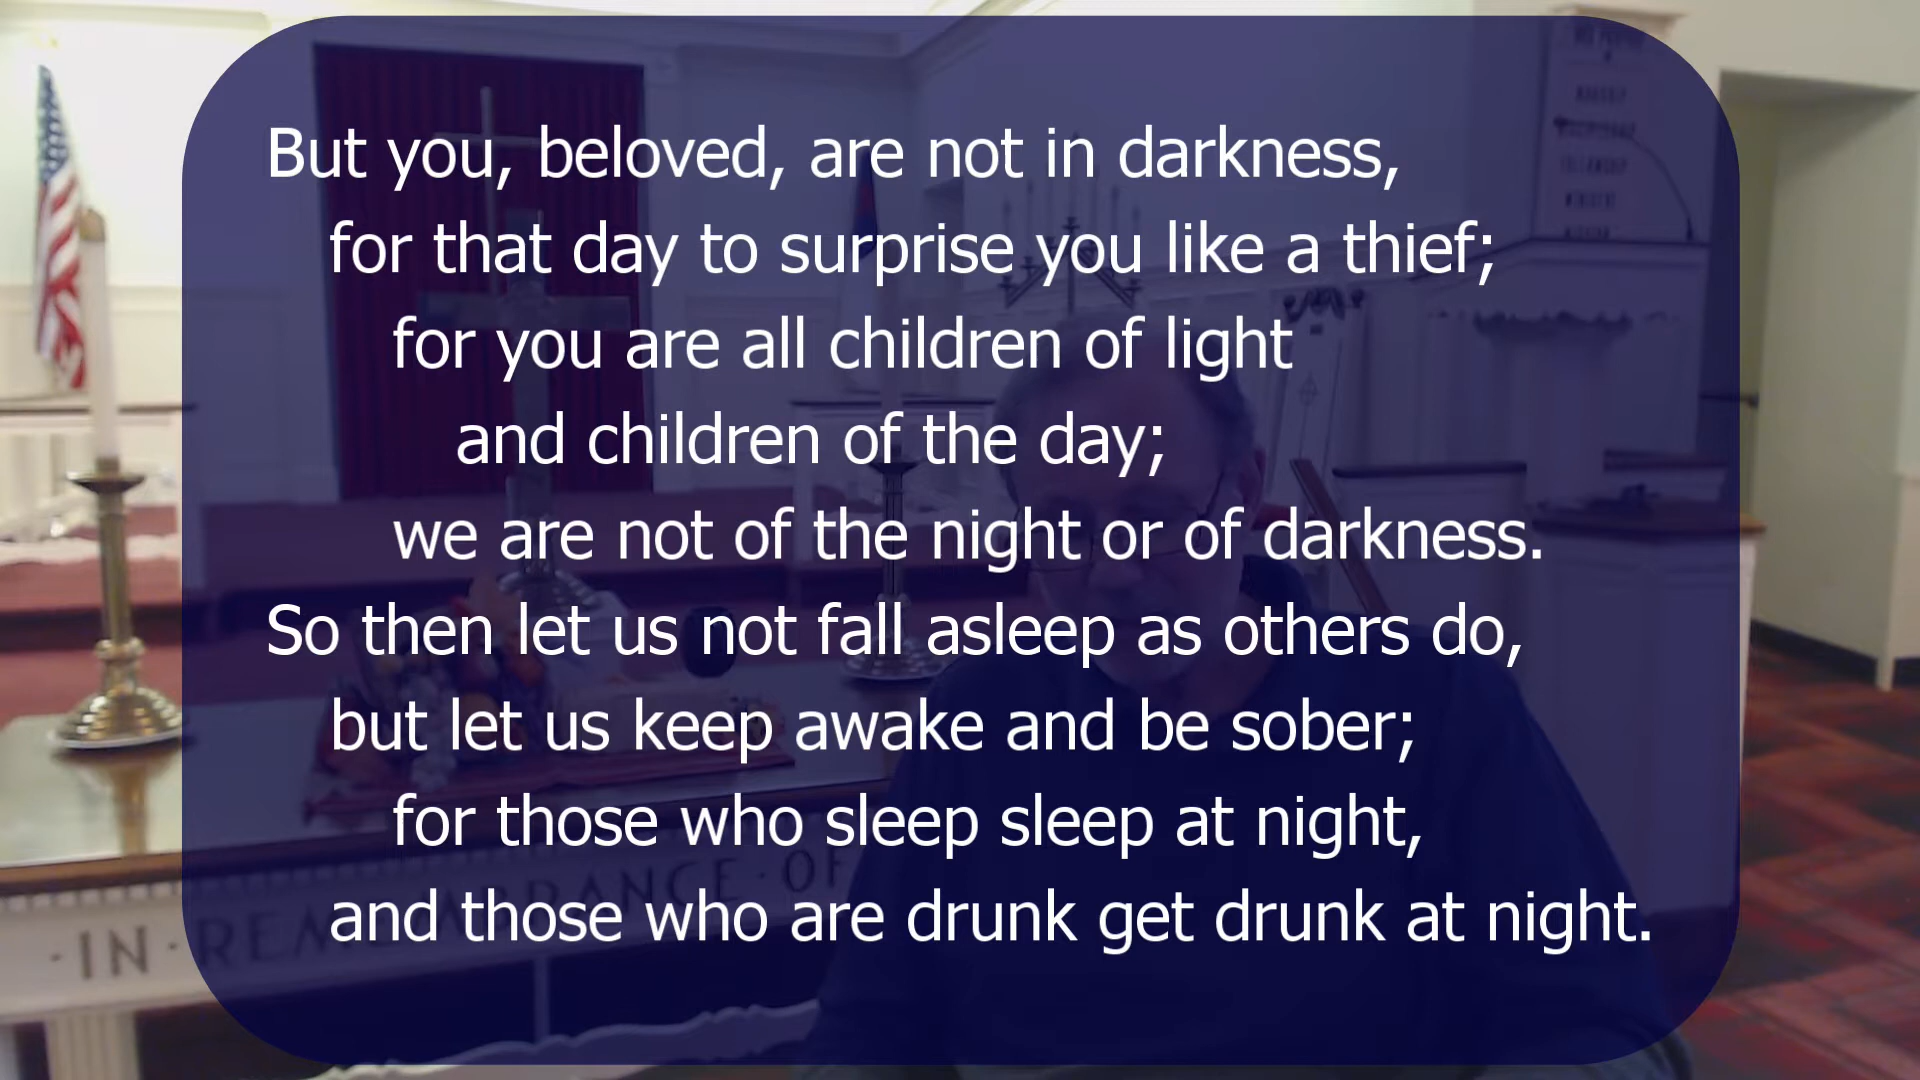 But you, beloved, are not in darkness,
for that day to surprise you like a thief;
for you are all children of light
and children of the day;
we are not of the night or of darkness.
So then let us not fall asleep as others do,
but let us keep awake and be sober;
for those who sleep sleep at night,
and those who are drunk get drunk at night.
·IN·REMEMBRANCE·OF